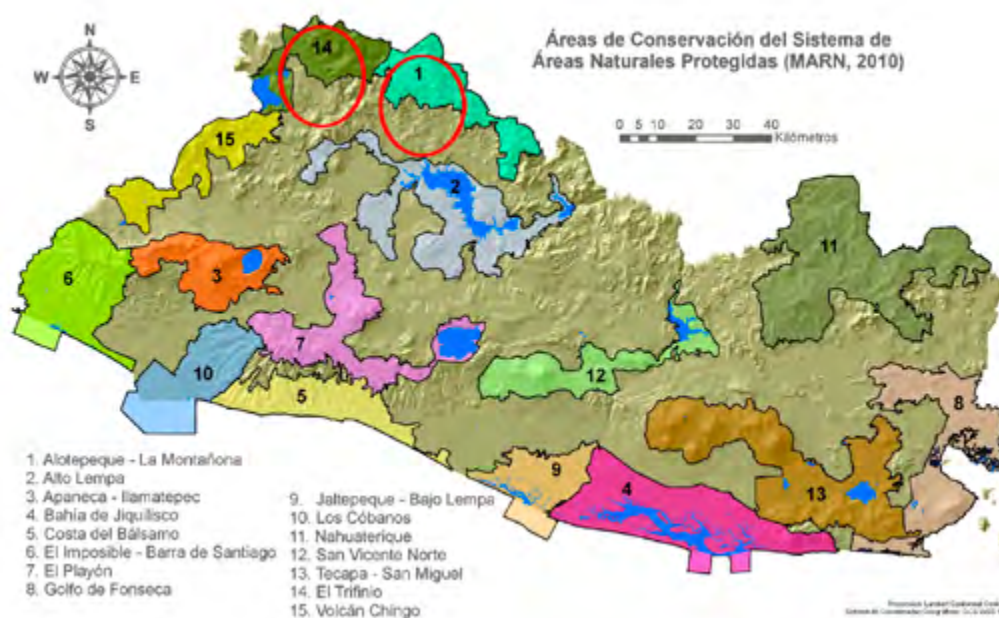 N
W E
S
Áreas de Conservación del Sistema de
Áreas Naturales Protegidas (MARN, 2010)
0 5 10 20 30 40
Kilómetros
14
1
15
2
11
6
3
7
10
5
12
8
9
4
13
1. Alotepeque - La Montañona
2. Alto Lempa
3. Apaneca - Ilamatepec
4. Bahía de Jiquilisco
5. Costa del Bálsamo
6. El Imposible - Barra de Santiago
7. El Playón
8. Golfo de Fonseca
9. Jaltepeque - Bajo Lempa
10. Los Cóbanos
11. Nahuaterique
12. San Vicente Norte
13. Tecapa - San Miguel
14. El Trifinio
15. Volcán Chingo